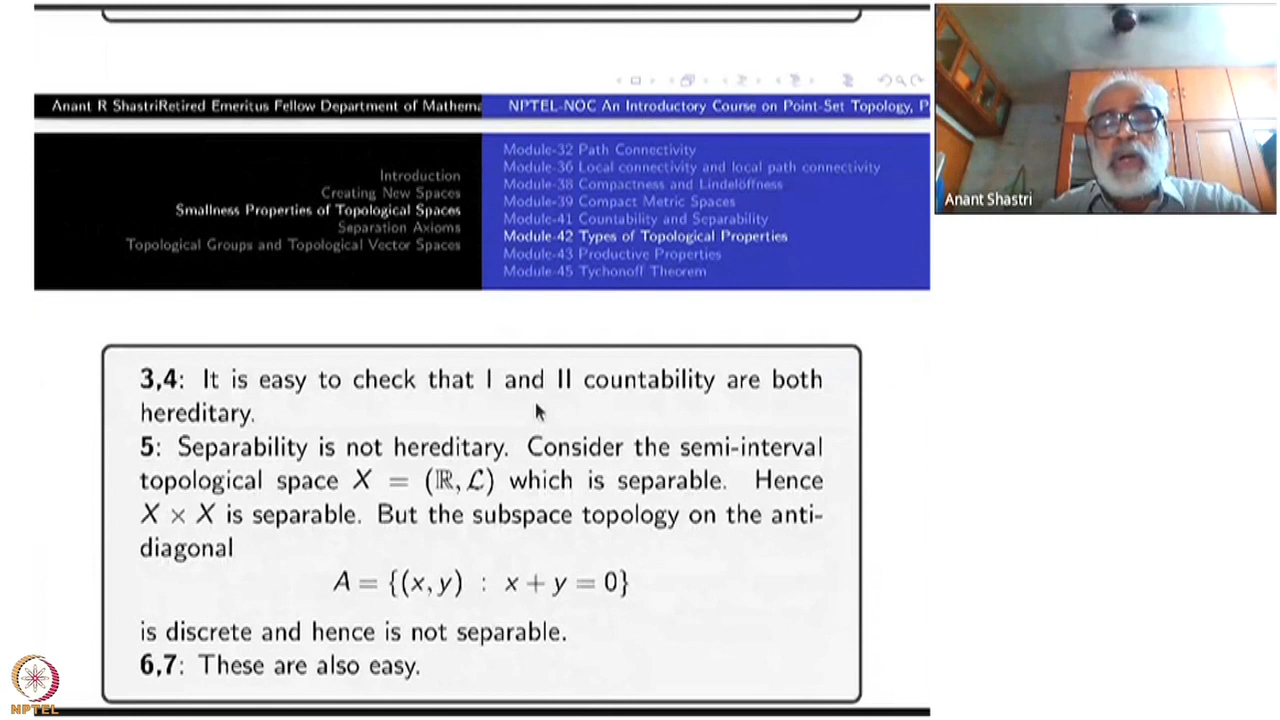 Anant R ShastriRetired Emeritus Fellow Department of Mathema
NPTEL-NOC An Introductory Course on Point-Set Topology, P
Introduction
Creating New Spaces
Smallness Properties of Topological Spaces
Separation Axioms
Topological Groups and Topological Vector Spaces
Module-32 Path Connectivity
Module-36 Local connectivity and local path connectivity
Module-38 Compactness and Lindelöffness
Module-39 Compact Metric Spaces
Module-41 Countability and Separability
Module-42 Types of Topological Properties
Module-43 Productive Properties
Module-45 Tychonoff Theorem
Anant Shastri
3,4: It is easy to check that I and II countability are both
hereditary.
5: Separability is not hereditary. Consider the semi-interval
topological space X = (ℝ, ℒ) which is separable. Hence
X × X is separable. But the subspace topology on the anti-
diagonal
A = {(x, y) : x + y = 0}
is discrete and hence is not separable.
6,7: These are also easy.
NPTEL